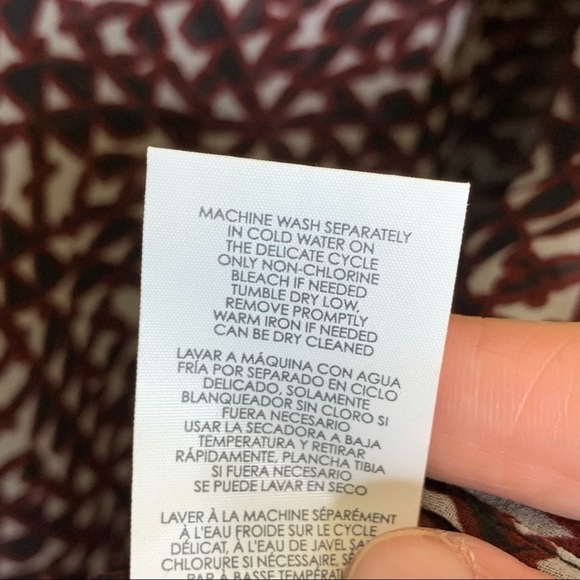 MACHINE WASH SEPARATELY
IN COLD WATER ON
THE DELICATE CYCLE
ONLY NON-CHLORINE
BLEACH IF NEEDED
TUMBLE DRY LOW,
REMOVE PROMPTLY
WARM IRON IF NEEDED
CAN BE DRY CLEANED
LAVAR A MÁQUINA CON AGUA
FRÍA POR SEPARADO EN CICLO
DELICADO, SOLAMENTE
BLANQUEADOR SIN CLORO SI
FUERA NECESARIO
USAR LA SECADORA A BAJA
TEMPERATURA Y RETIRAR
RÁPIDAMENTE, PLANCHA TIBIA
SI FUERA NECESARIO
SE PUEDE LAVAR EN SECO
LAVER À LA MACHINE SÉPARÉMENT
À L'EAU FROIDE SUR LE CYCLE
DÉLICAT, À L'EAU DE JAVEL
CHLORURE SI NÉCESSAIRE,
PAR À BASSE